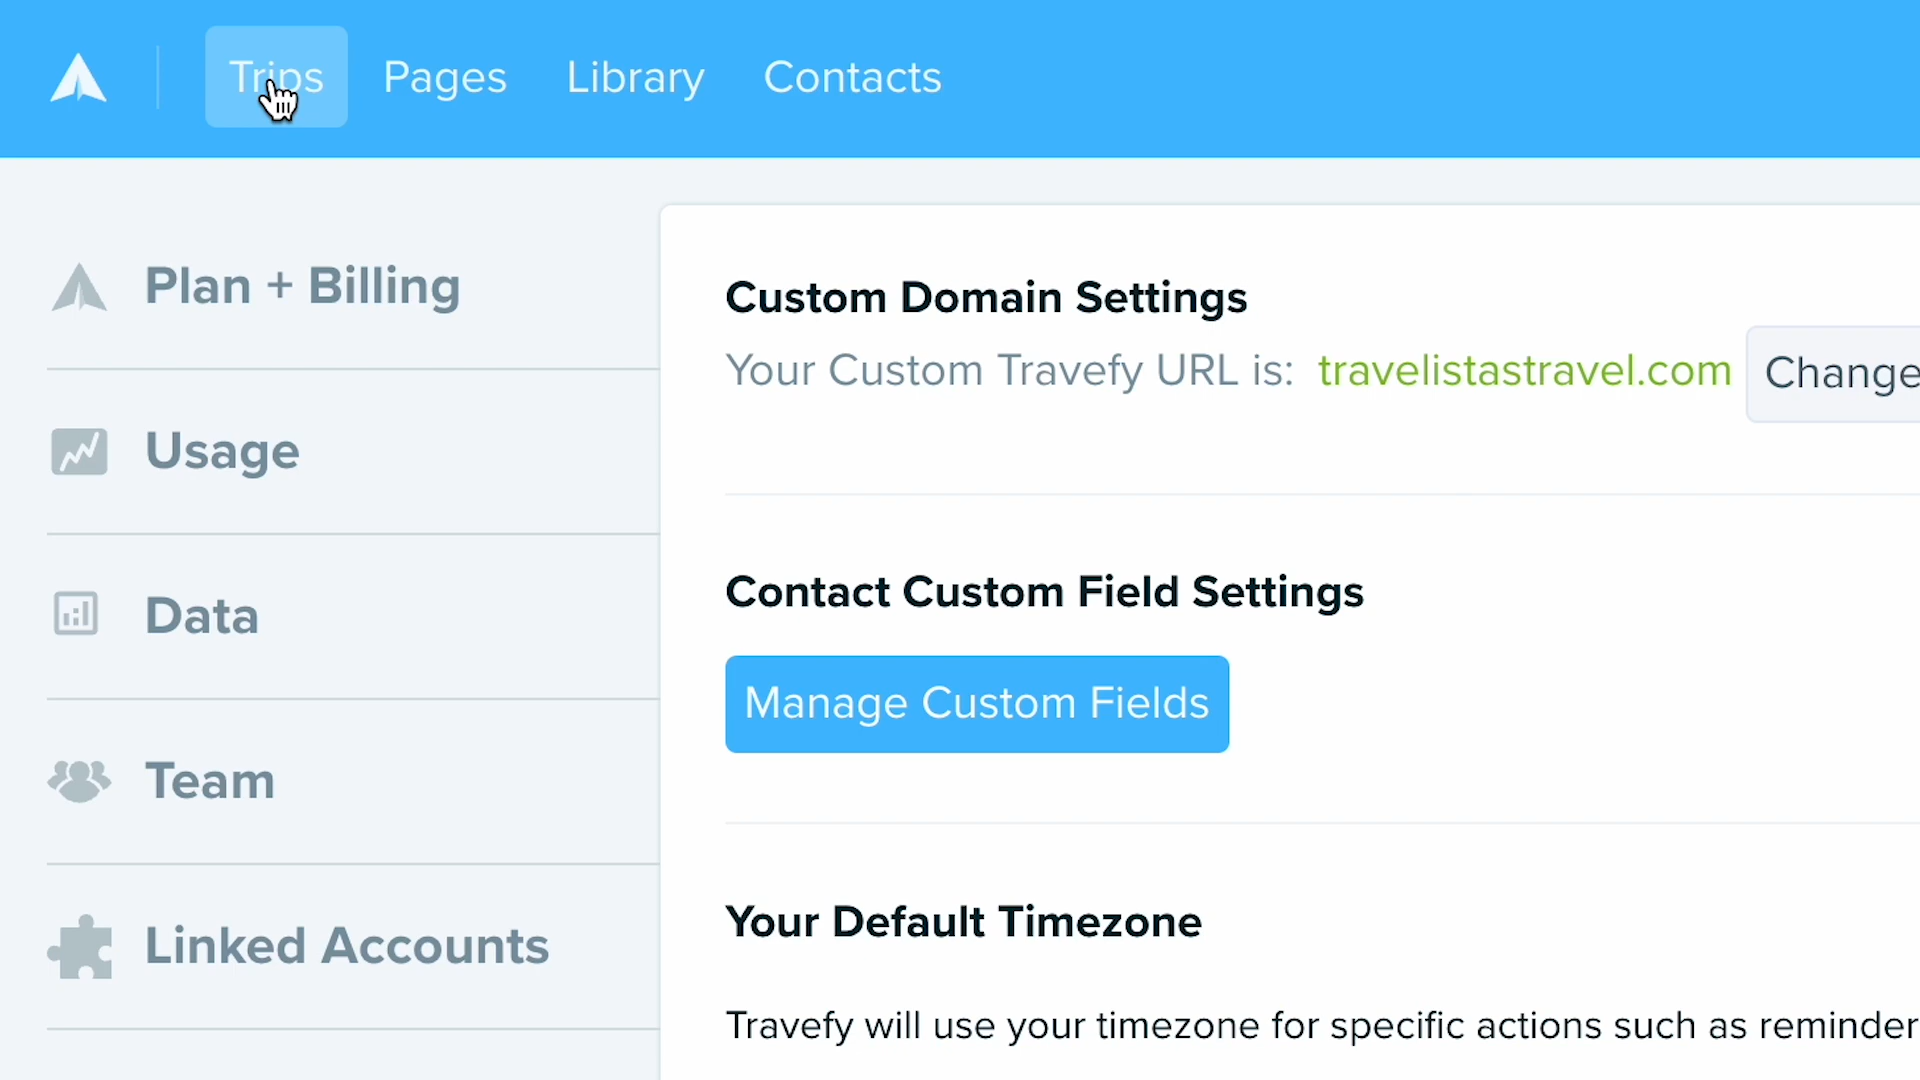 Trips Pages Library Contacts
Plan + Billing
Usage
Data
Team
Linked Accounts
Custom Domain Settings
Your Custom Travefy URL is: travelistastravel.com Change
Contact Custom Field Settings
Manage Custom Fields
Your Default Timezone
Travefy will use your timezone for specific actions such as reminder